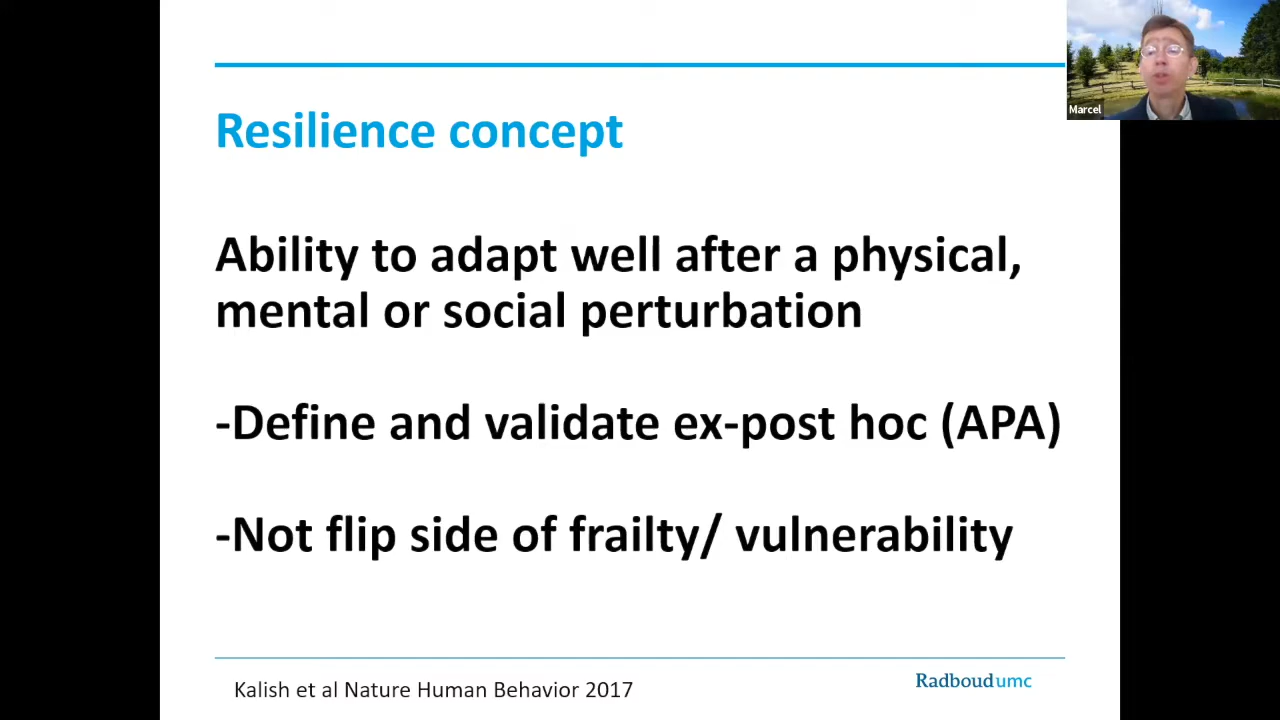 Marcel
Resilience concept
Ability to adapt well after a physical,
mental or social perturbation
-Define and validate ex-post hoc (APA)
-Not flip side of frailty/ vulnerability
Kalish et al Nature Human Behavior 2017
Radboudumc